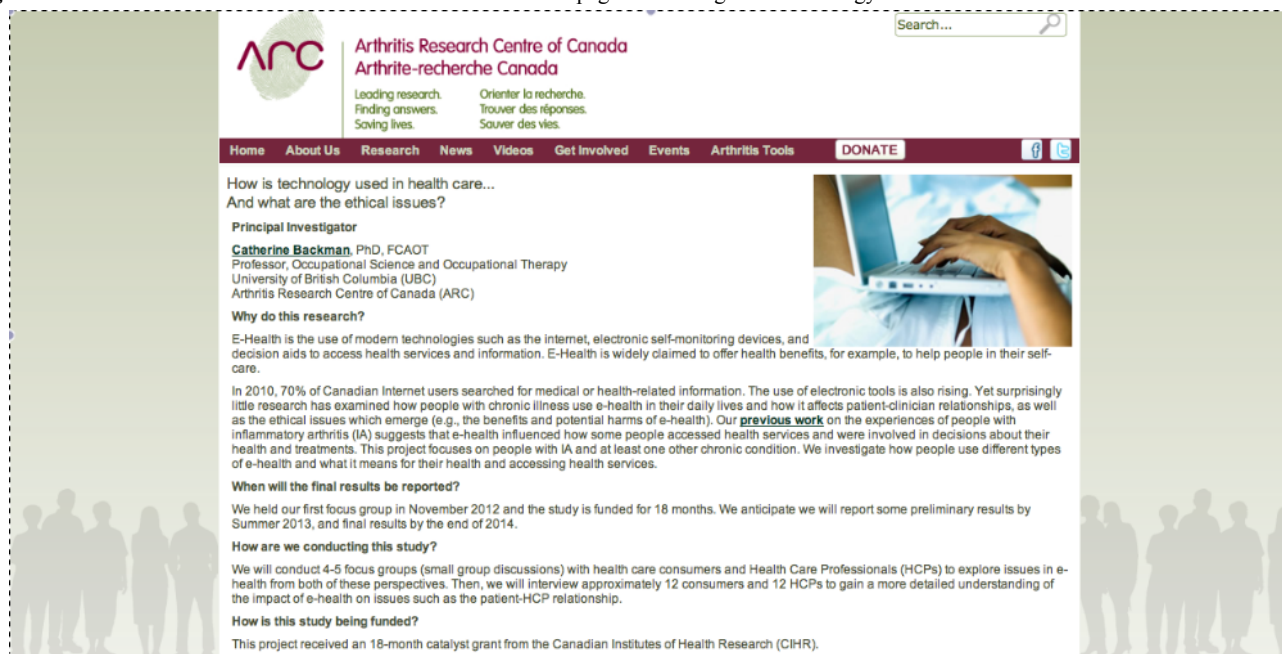 Search...
ARC
Arthritis Research Centre of Canada
Arthrite-recherche Canada
Leading research.
Finding answers.
Saving lives.
Orienter la recherche.
Trouver des réponses.
Sauver des vies.
Home About Us Research News Videos Get Involved Events Arthritis Tools DONATE
How is technology used in health care...
And what are the ethical issues?
Principal Investigator
Catherine Backman, PhD, FCAOT
Professor, Occupational Science and Occupational Therapy
University of British Columbia (UBC)
Arthritis Research Centre of Canada (ARC)
Why do this research?
E-Health is the use of modern technologies such as the internet, electronic self-monitoring devices, and
decision aids to access health services and information. E-Health is widely claimed to offer health benefits, for example, to help people in their self-
care.
In 2010, 70% of Canadian Internet users searched for medical or health-related information. The use of electronic tools is also rising. Yet surprisingly
little research has examined how people with chronic illness use e-health in their daily lives and how it affects patient-clinician relationships, as well
as the ethical issues which emerge (e.g., the benefits and potential harms of e-health). Our previous work on the experiences of people with
inflammatory arthritis (IA) suggests that e-health influenced how some people accessed health services and were involved in decisions about their
health and treatments. This project focuses on people with IA and at least one other chronic condition. We investigate how people use different types
of e-health and what it means for their health and accessing health services.
When will the final results be reported?
We held our first focus group in November 2012 and the study is funded for 18 months. We anticipate we will report some preliminary results by
Summer 2013, and final results by the end of 2014.
How are we conducting this study?
We will conduct 4-5 focus groups (small group discussions) with health care consumers and Health Care Professionals (HCPs) to explore issues in e-
health from both of these perspectives. Then, we will interview approximately 12 consumers and 12 HCPs to gain a more detailed understanding of
the impact of e-health on issues such as the patient-HCP relationship.
How is this study being funded?
This project received an 18-month catalyst grant from the Canadian Institutes of Health Research (CIHR).